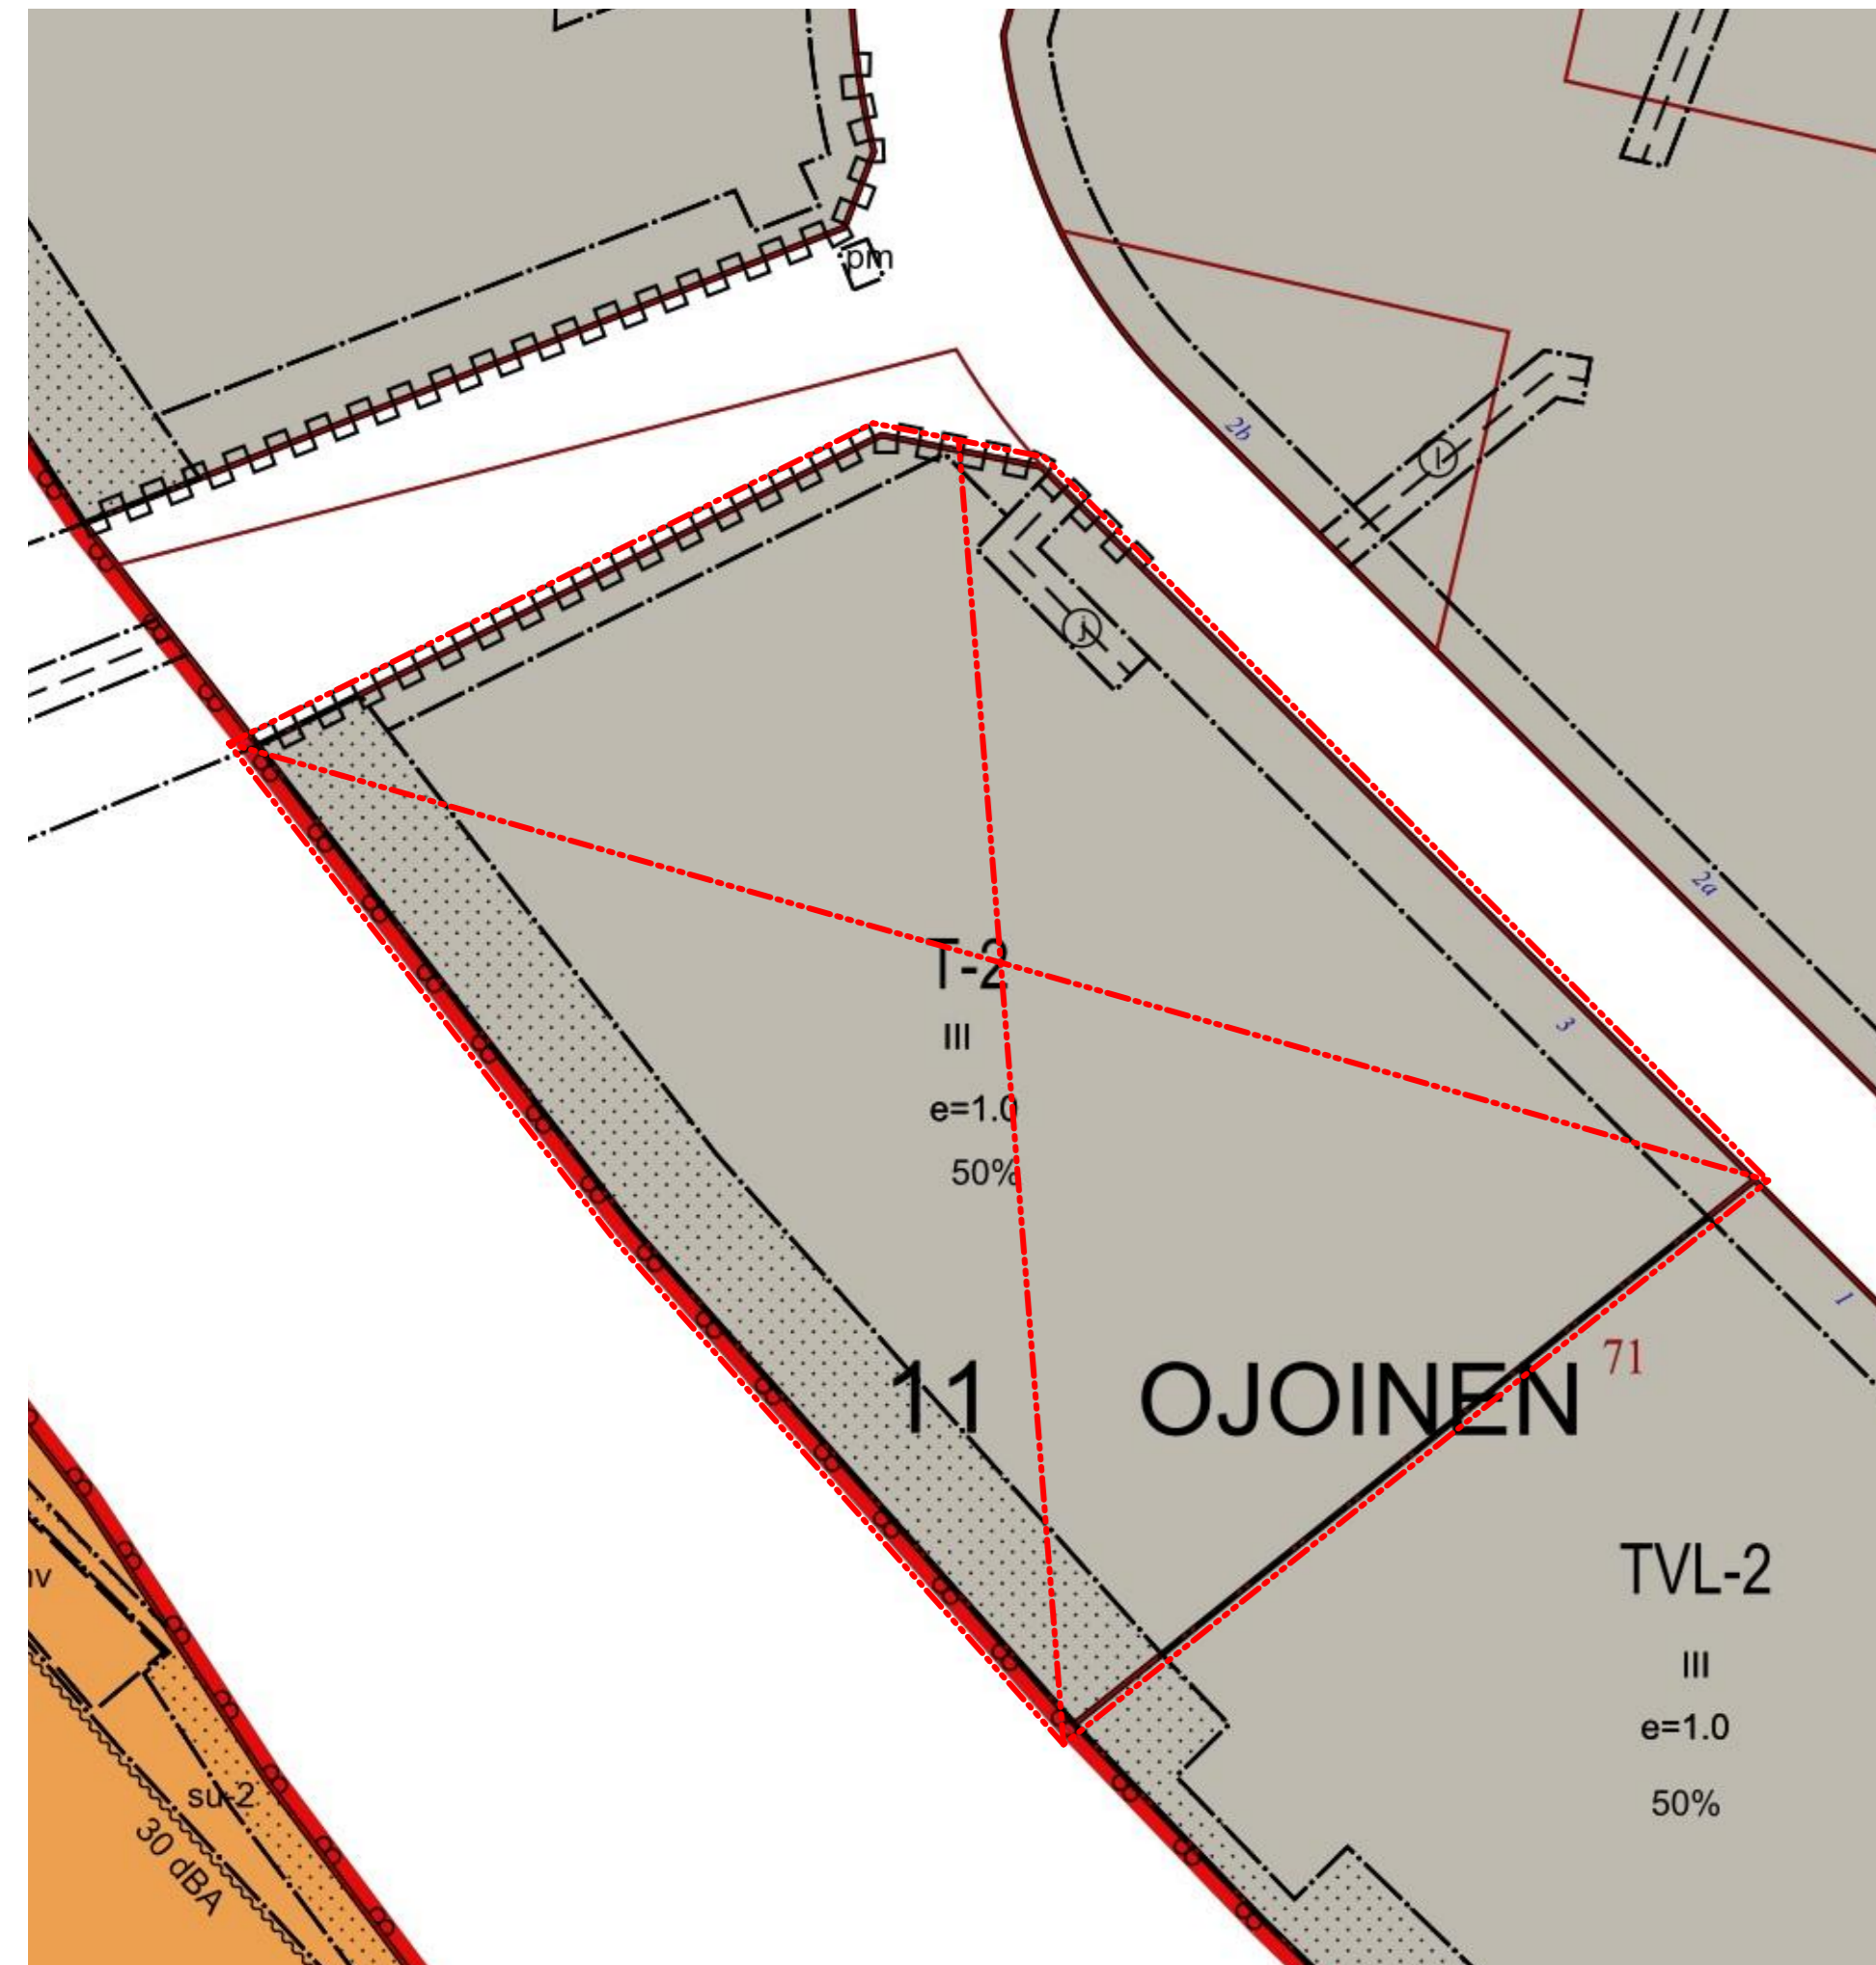 pm
2b
l
j
2a
T-2
3
III
e=1.0
50%
1
11 OJOINEN 71
TVL-2
III
e=1.0
50%
su-2
30 dBA